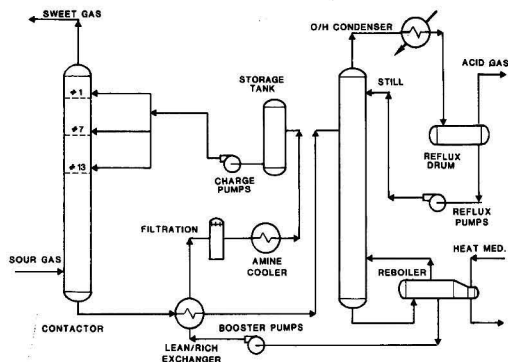 SWEET GAS
O/H CONDENSER
ACID GAS
STORAGE
TANK
STILL
#1
#7
#13
CHARGE
PUMPS
REFLUX
DRUM
REFLUX
PUMPS
FILTRATION
AMINE
COOLER
HEAT MED.
SOUR GAS
REBOILER
CONTACTOR
BOOSTER PUMPS
LEAN/RICH
EXCHANGER